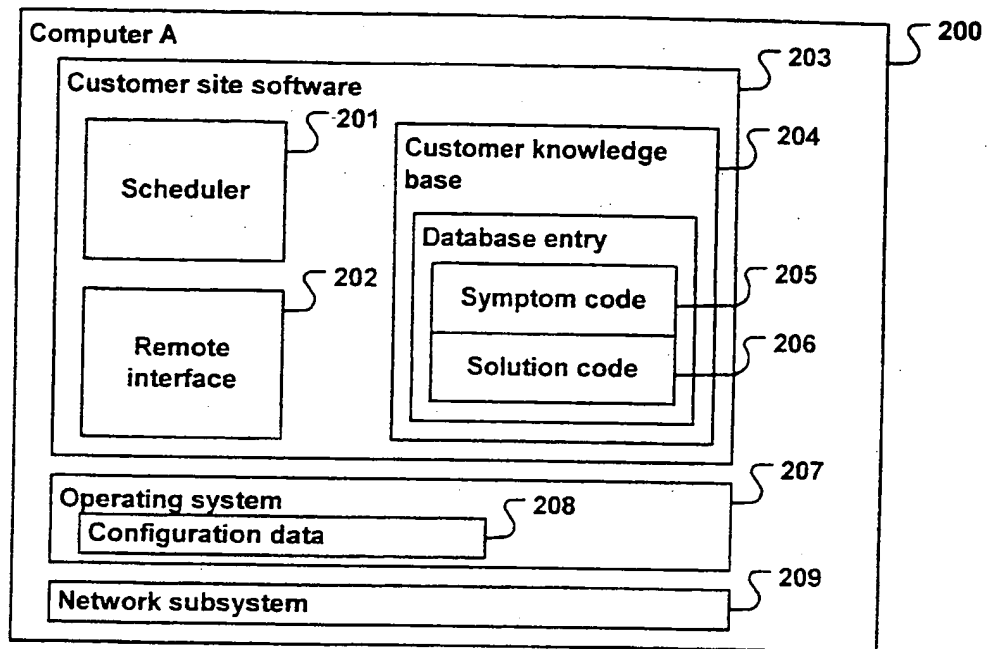 Computer A
200
Customer site software
203
201
Scheduler
Customer knowledge
base
204
Database entry
Symptom code
205
202
Remote
interface
Solution code
206
Operating system
207
Configuration data
208
Network subsystem
209